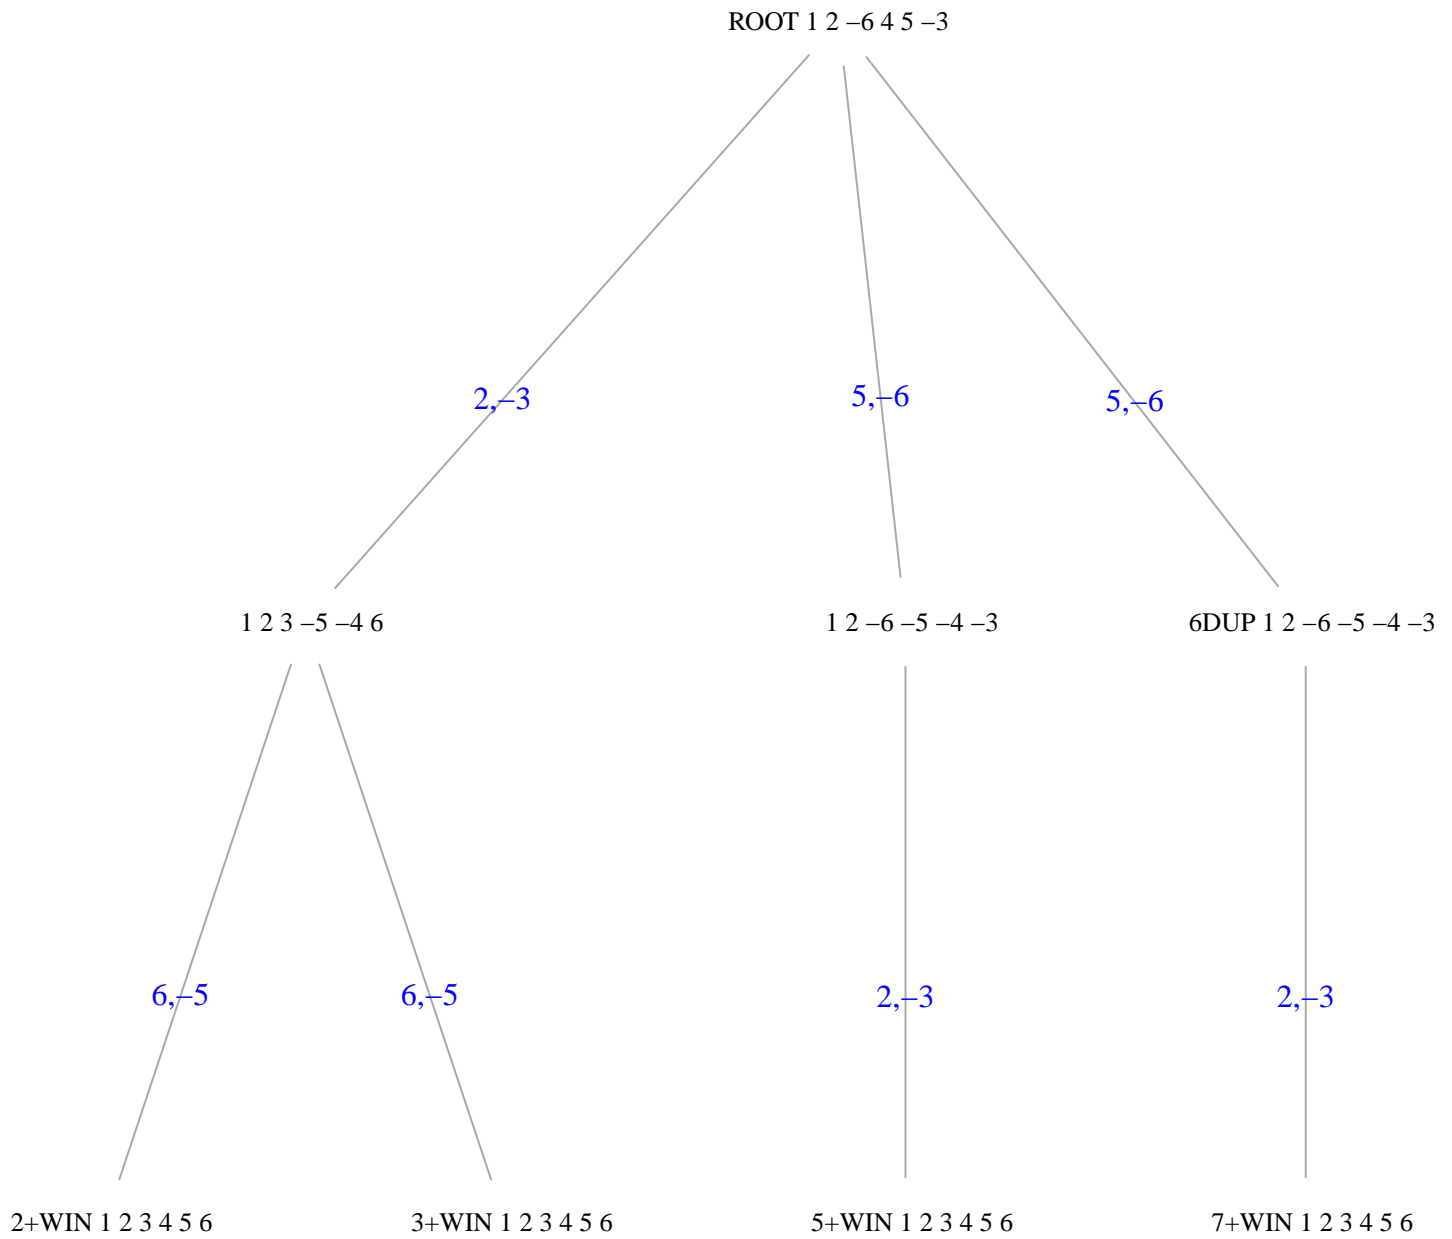 ROOT 1 2 –6 4 5 –3
2,–3
5,–6
5,–6
1 2 3 –5 –4 6
1 2 –6 –5 –4 –3
6DUP 1 2 –6 –5 –4 –3
6,–5
6,–5
2,–3
2,–3
2+WIN 1 2 3 4 5 6
3+WIN 1 2 3 4 5 6
5+WIN 1 2 3 4 5 6
7+WIN 1 2 3 4 5 6